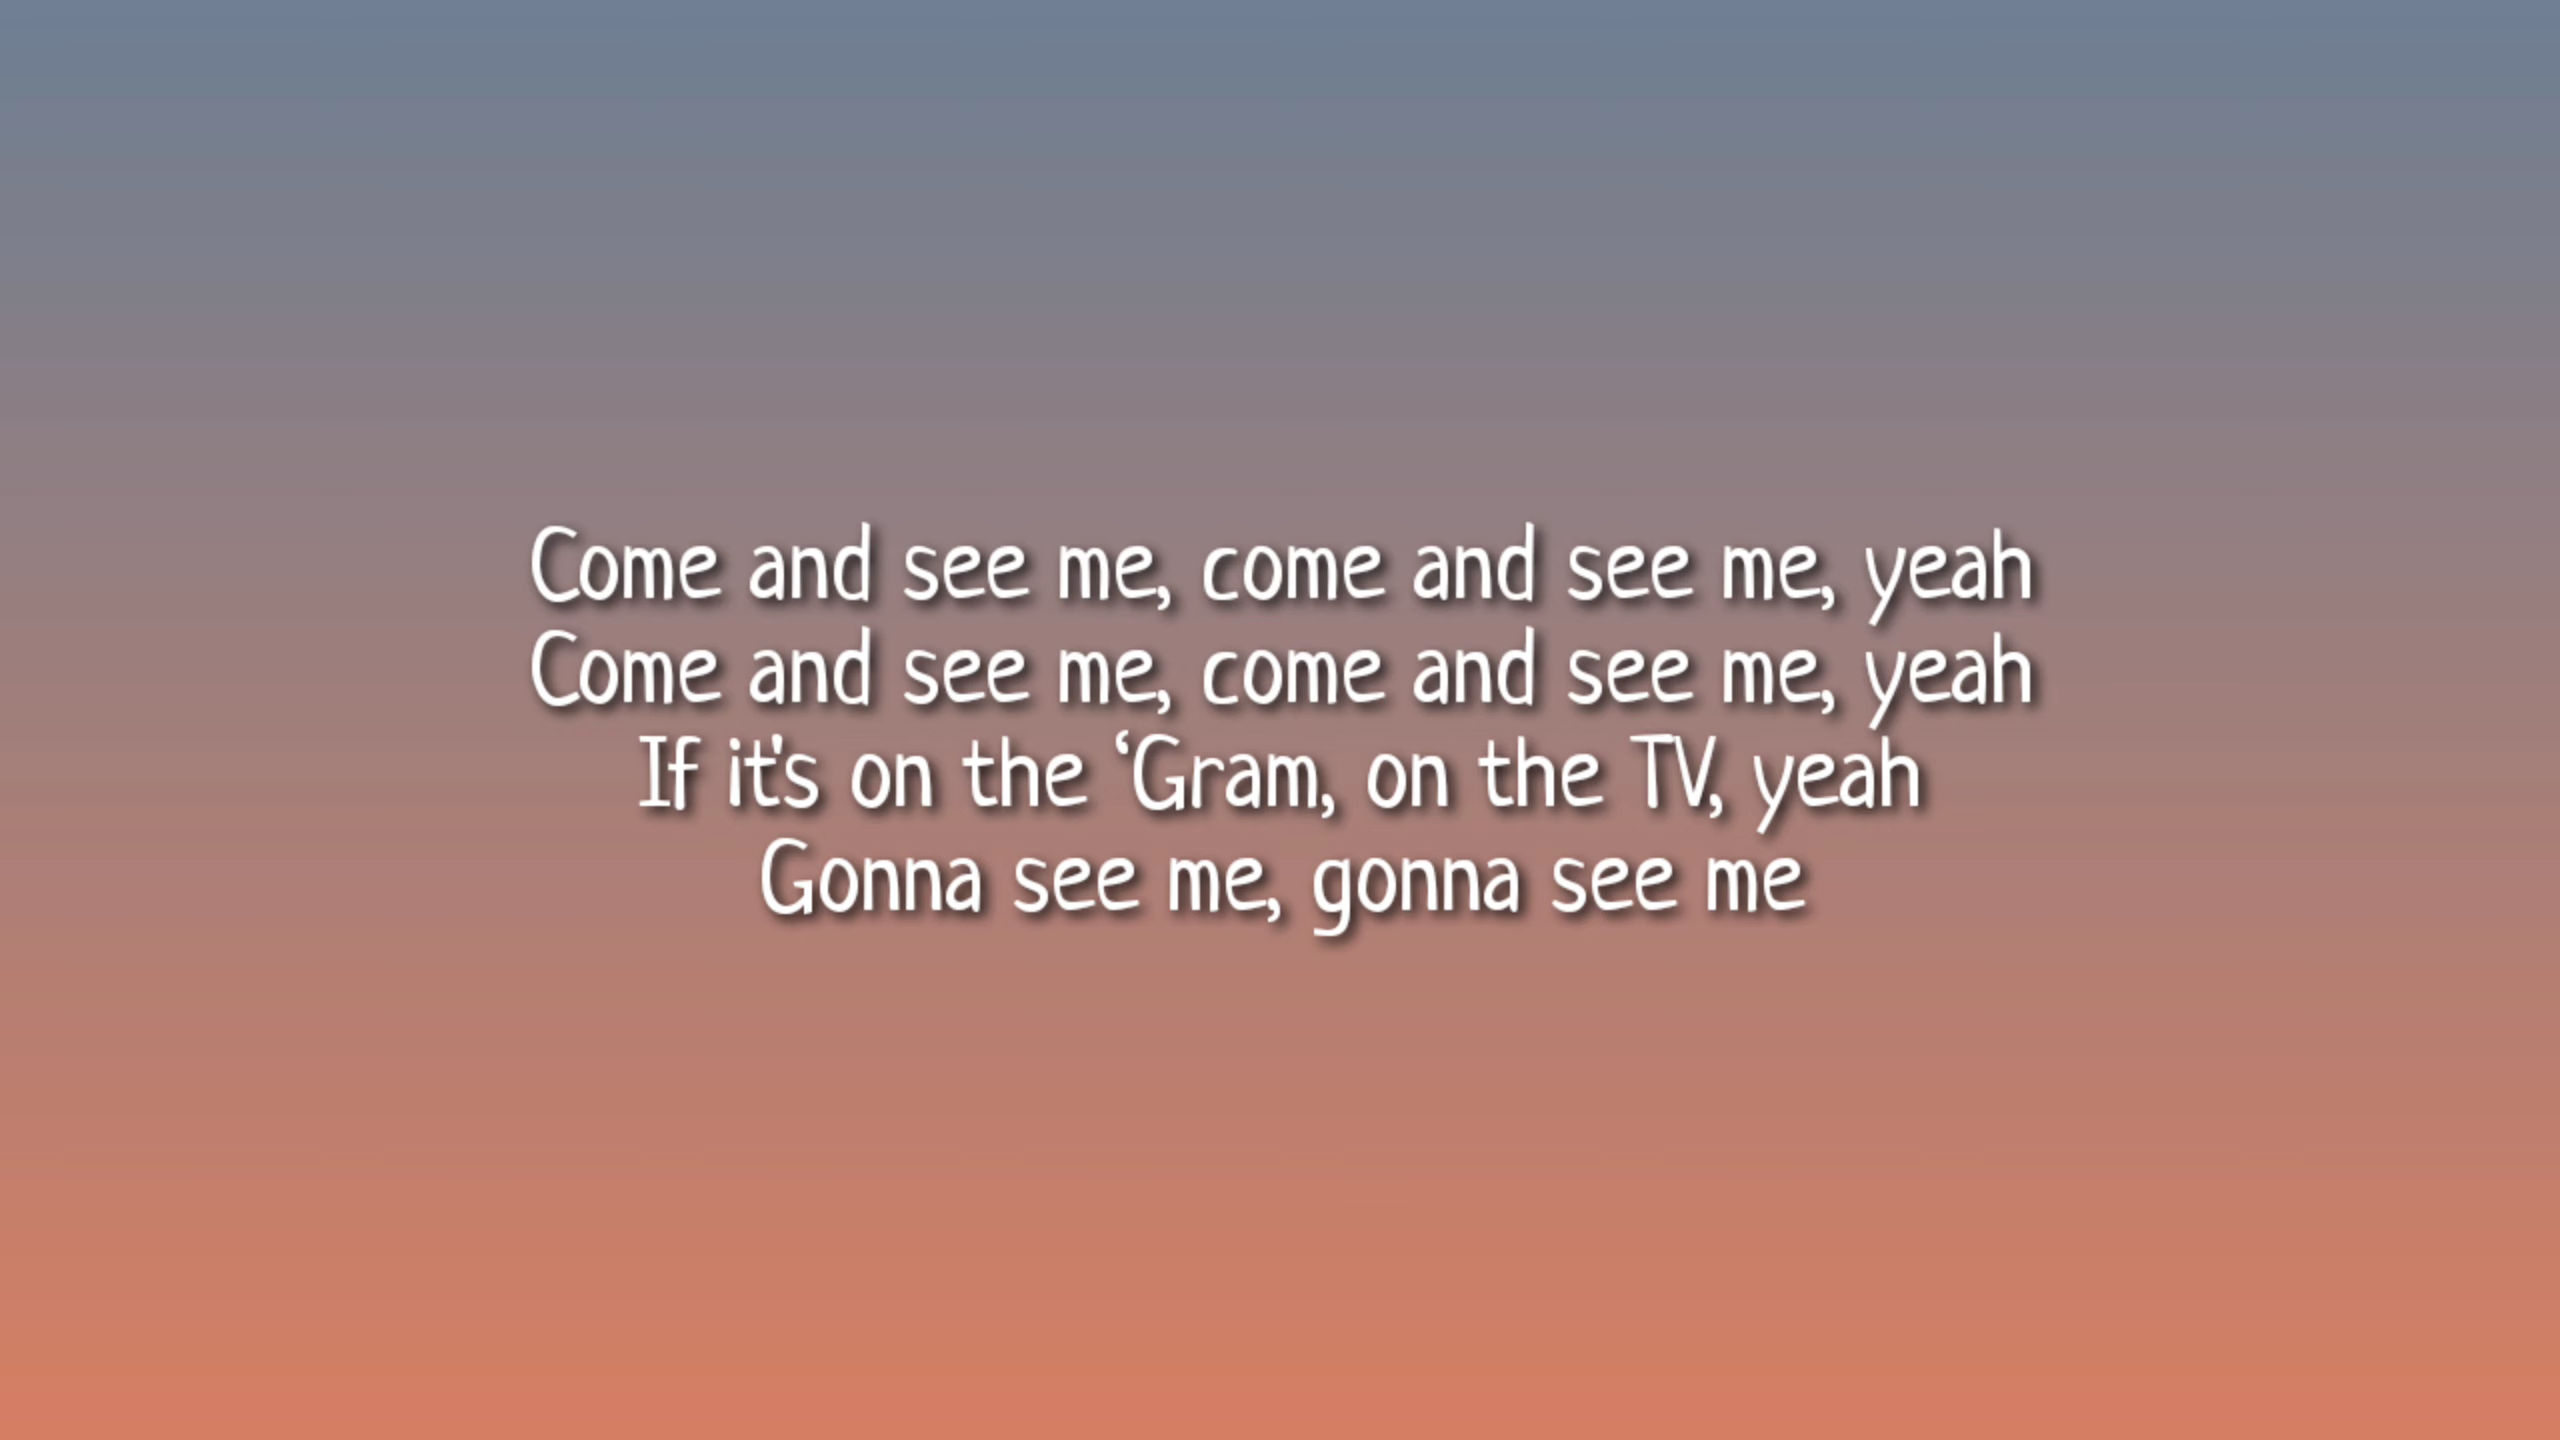 Come and see me, come and see me, yeah
Come and see me, come and see me, yeah
If it's on the ‘Gram, on the TV, yeah
Gonna see me, gonna see me